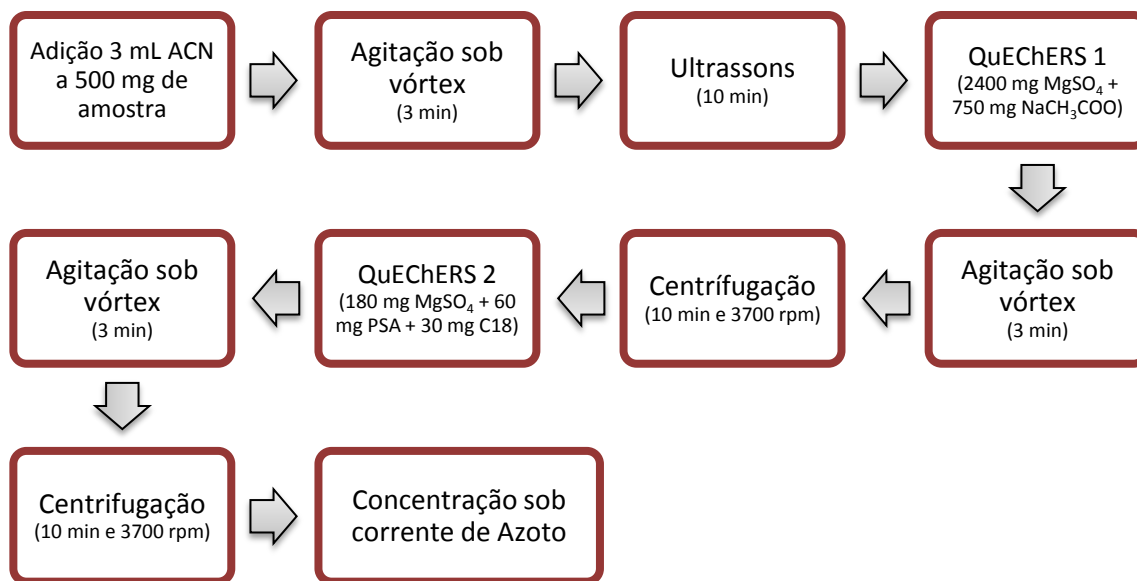 Adição 3 mL ACN
a 500 mg de
amostra
Agitação sob
vórtex
(3 min)
Ultrassons
(10 min)
QuEChERS 1
(2400 mg MgSO₄ +
750 mg NaCH₃COO)
Agitação sob
vórtex
(3 min)
Centrífugação
(10 min e 3700 rpm)
QuEChERS 2
(180 mg MgSO₄ + 60
mg PSA + 30 mg C18)
Agitação sob
vórtex
(3 min)
Centrifugação
(10 min e 3700 rpm)
Concentração sob
corrente de Azoto